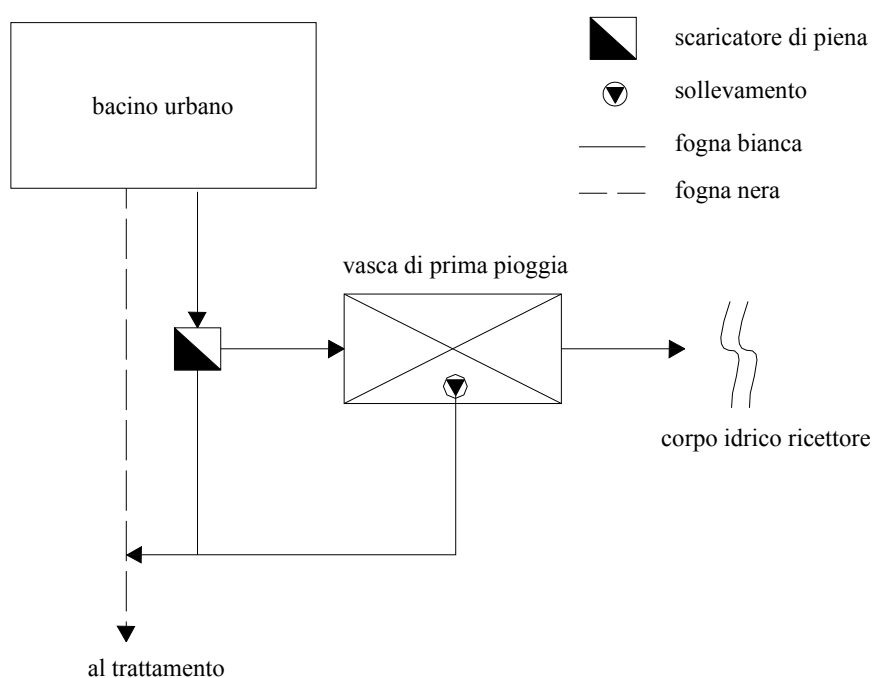 bacino urbano
scaricatore di piena
sollevamento
fogna bianca
fogna nera
vasca di prima pioggia
corpo idrico ricettore
al trattamento